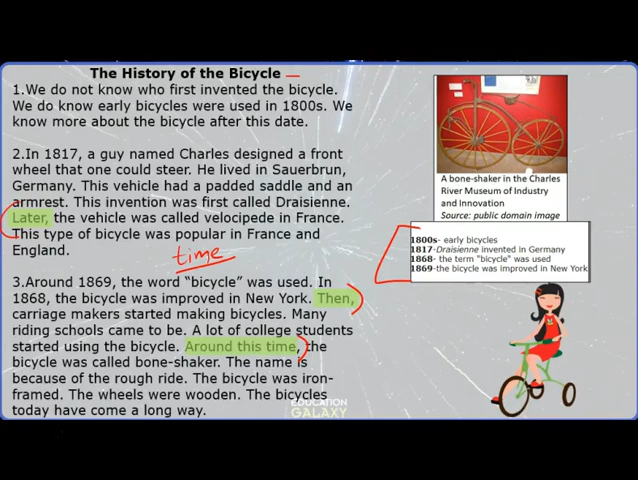 The History of the Bicycle
1.We do not know who first invented the bicycle.
We do know early bicycles were used in 1800s. We
know more about the bicycle after this date.
2.In 1817, a guy named Charles designed a front
wheel that one could steer. He lived in Sauerbrun,
Germany. This vehicle had a padded saddle and an
armrest. This invention was first called Draisienne.
Later, the vehicle was called velocipede in France.
This type of bicycle was popular in France and
England.
time
3.Around 1869, the word “bicycle” was used. In
1868, the bicycle was improved in New York. Then,
carriage makers started making bicycles. Many
riding schools came to be. A lot of college students
started using the bicycle. Around this time, the
bicycle was called bone-shaker. The name is
because of the rough ride. The bicycle was iron-
framed. The wheels were wooden. The bicycles
today have come a long way.
EDUCATION
GALAXY
A bone-shaker in the Charles
River Museum of Industry
and Innovation
Source: public domain image
1800s- early bicycles
1817-Draisienne invented in Germany
1868- the term "bicycle" was used
1869-the bicycle was improved in New York